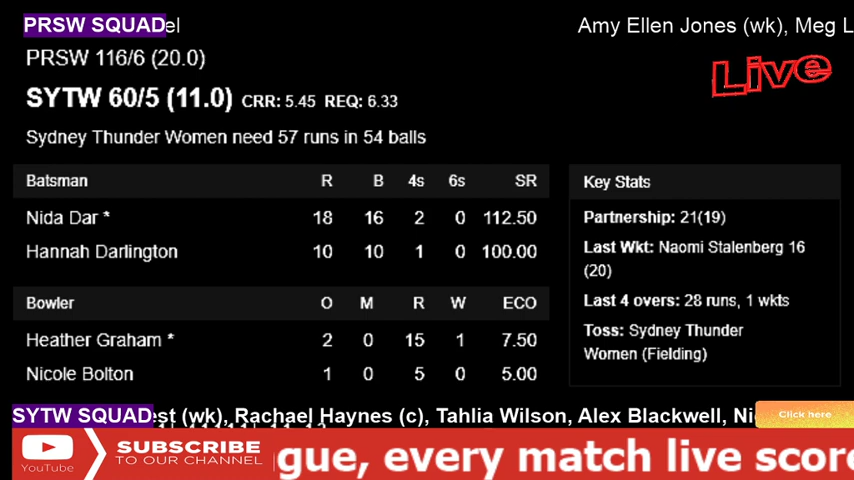 PRSW SQUAD el Amy Ellen Jones (wk), Meg L
PRSW 116/6 (20.0)
Live
SYTW 60/5 (11.0) CRR: 5.45 REQ: 6.33
Sydney Thunder Women need 57 runs in 54 balls
Batsman R B 4s 6s SR
Nida Dar * 18 16 2 0 112.50
Hannah Darlington 10 10 1 0 100.00
Bowler O M R W ECO
Heather Graham * 2 0 15 1 7.50
Nicole Bolton 1 0 5 0 5.00
Key Stats
Partnership: 21(19)
Last Wkt: Naomi Stalenberg 16
(20)
Last 4 overs: 28 runs, 1 wkts
Toss: Sydney Thunder
Women (Fielding)
SYTW SQUAD est (wk), Rachael Haynes (c), Tahlia Wilson, Alex Blackwell, Ni
Click here
YouTube
SUBSCRIBE
TO OUR CHANNEL
gue, every match live score